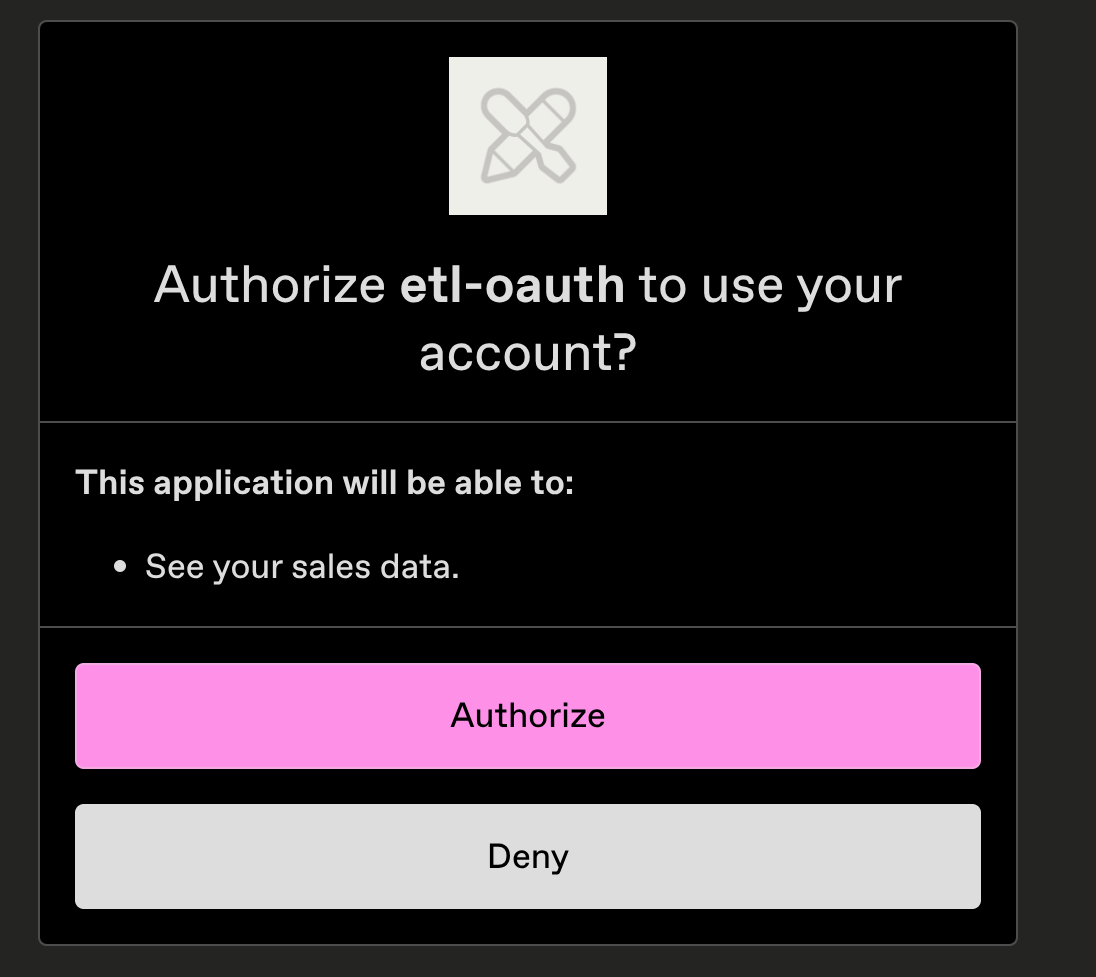 Authorize etl-oauth to use your
account?
This application will be able to:
• See your sales data.
Authorize
Deny